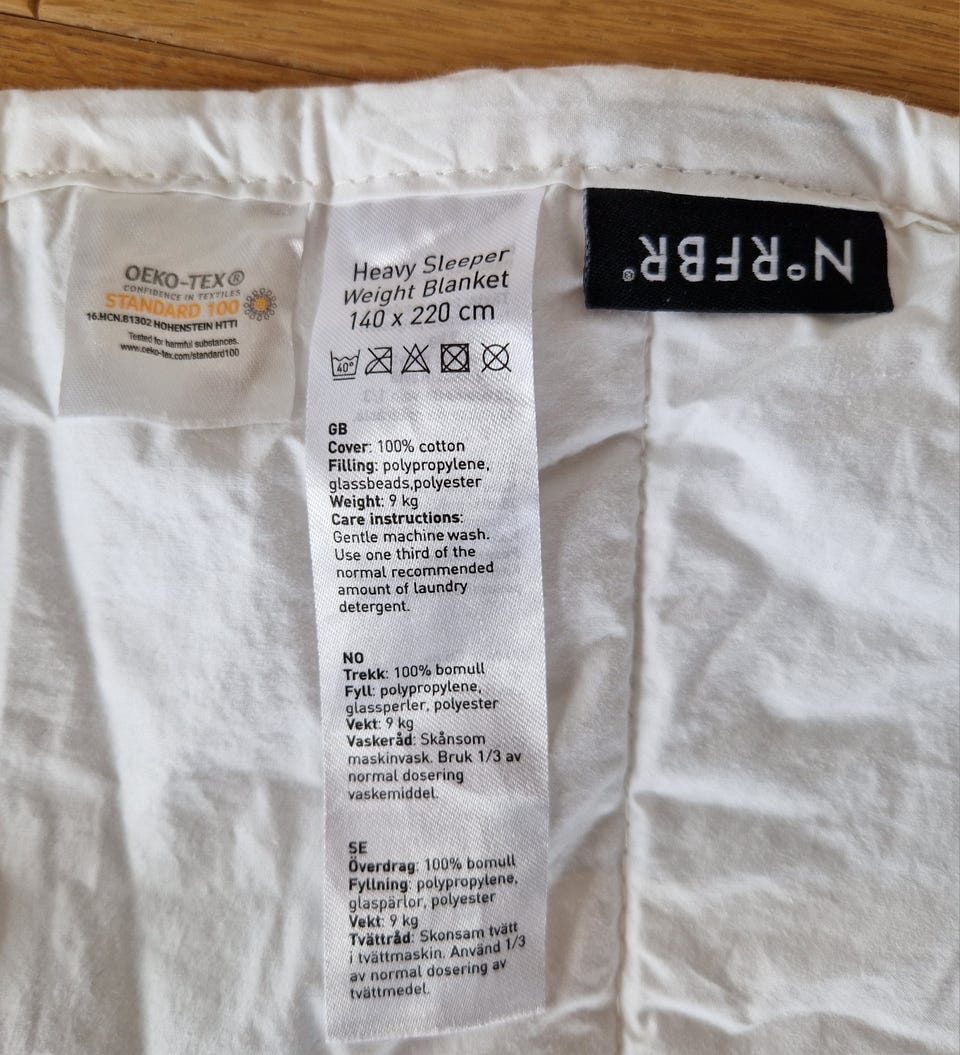 OEKO-TEX®
CONFIDENCE IN TEXTILES
STANDARD 100
16.HCN.81302 HOHENSTEIN HTTI
Tested for harmful substances.
www.oeko-tex.com/standard100
Heavy Sleeper
Weight Blanket
140 x 220 cm
40°
GB
Cover: 100% cotton
Filling: polypropylene,
glassbeads,polyester
Weight: 9 kg
Care instructions:
Gentle machine wash.
Use one third of the
normal recommended
amount of laundry
detergent.
NO
Trekk: 100% bomull
Fyll: polypropylene,
glassperler, polyester
Vekt: 9 kg
Vaskeråd: Skånsom
maskinvask. Bruk 1/3 av
normal dosering
vaskemiddel.
SE
Överdrag: 100% bomull
Fyllning: polypropylene,
glaspärlor, polyester
Vekt: 9 kg
Tvättråd: Skonsam tvätt
i tvättmaskin. Använd 1/3
av normal dosering av
tvättmedel.
N°RFBR®